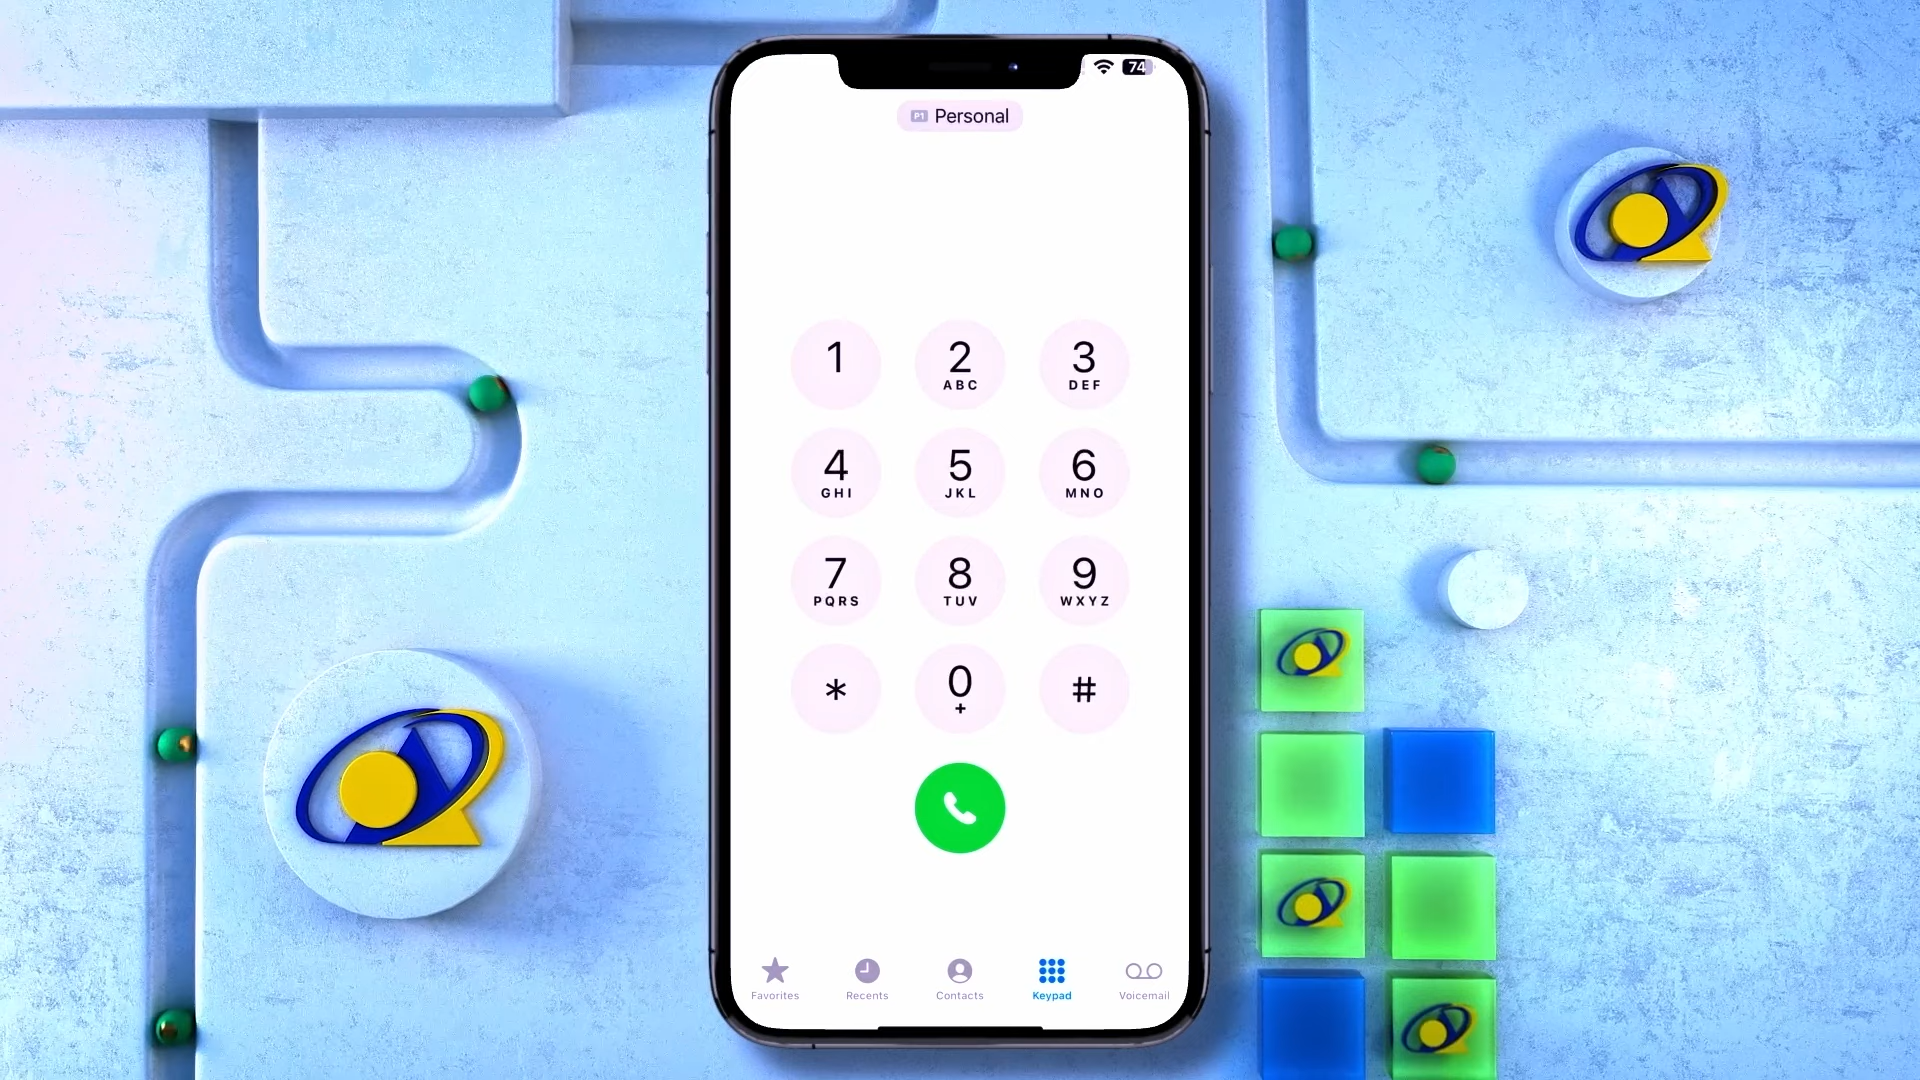 74
P1 Personal
1
2
ABC
3
DEF
4
GHI
5
JKL
6
MNO
7
PQRS
8
TUV
9
WXYZ
*
0
+
#
Favorites
Recents
Contacts
Keypad
Voicemail